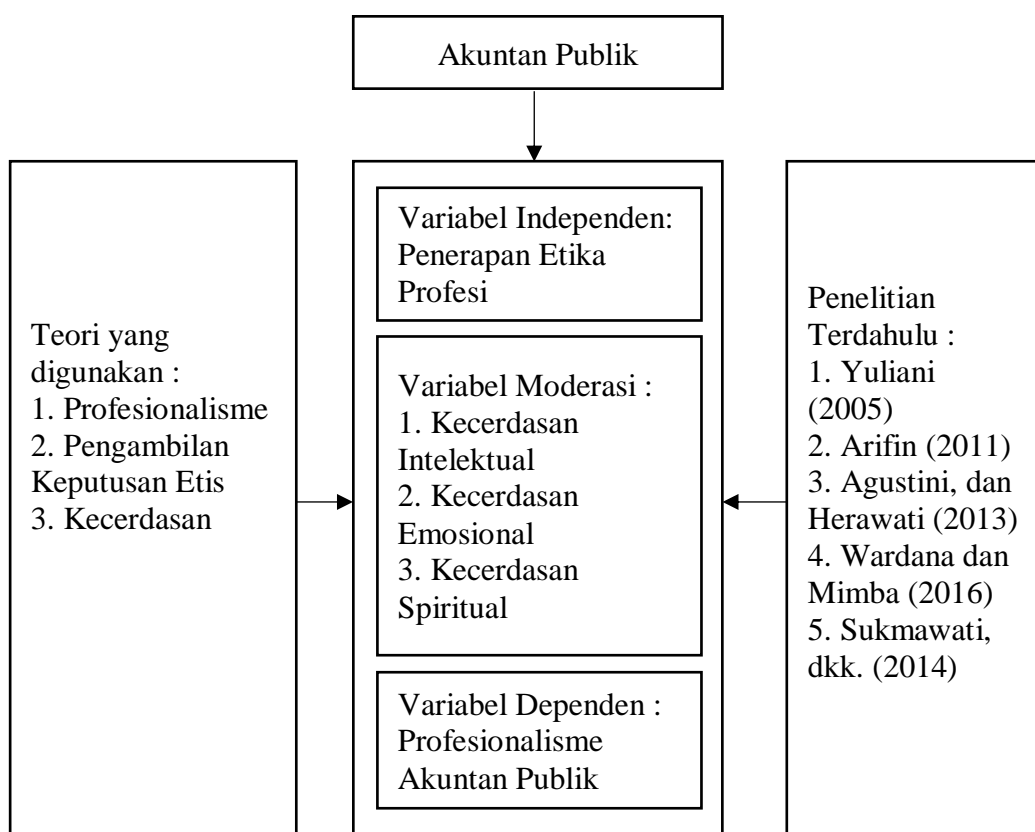 Akuntan Publik
Teori yang
digunakan :
1. Profesionalisme
2. Pengambilan
Keputusan Etis
3. Kecerdasan
Variabel Independen:
Penerapan Etika
Profesi
Variabel Moderasi :
1. Kecerdasan
Intelektual
2. Kecerdasan
Emosional
3. Kecerdasan
Spiritual
Variabel Dependen :
Profesionalisme
Akuntan Publik
Penelitian
Terdahulu :
1. Yuliani
(2005)
2. Arifin (2011)
3. Agustini, dan
Herawati (2013)
4. Wardana dan
Mimba (2016)
5. Sukmawati,
dkk. (2014)